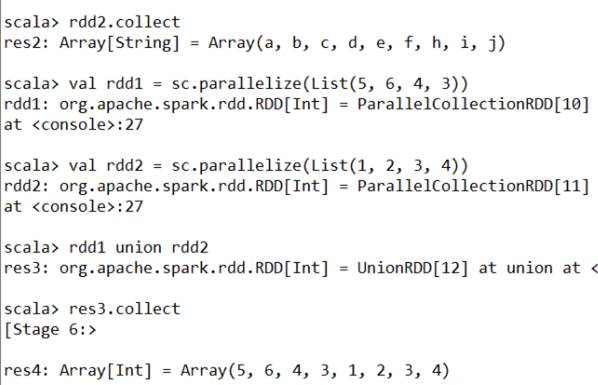 scala> rdd2.collect
res2: Array[String] = Array(a, b, c, d, e, f, h, i, j)
scala> val rdd1 = sc.parallelize(List(5, 6, 4, 3))
rdd1: org.apache.spark.rdd.RDD[Int] = ParallelCollectionRDD[10]
at <console>:27
scala> val rdd2 = sc.parallelize(List(1, 2, 3, 4))
rdd2: org.apache.spark.rdd.RDD[Int] = ParallelCollectionRDD[11]
at <console>:27
scala> rdd1 union rdd2
res3: org.apache.spark.rdd.RDD[Int] = UnionRDD[12] at union at <
scala> res3.collect
[Stage 6:>
res4: Array[Int] = Array(5, 6, 4, 3, 1, 2, 3, 4)